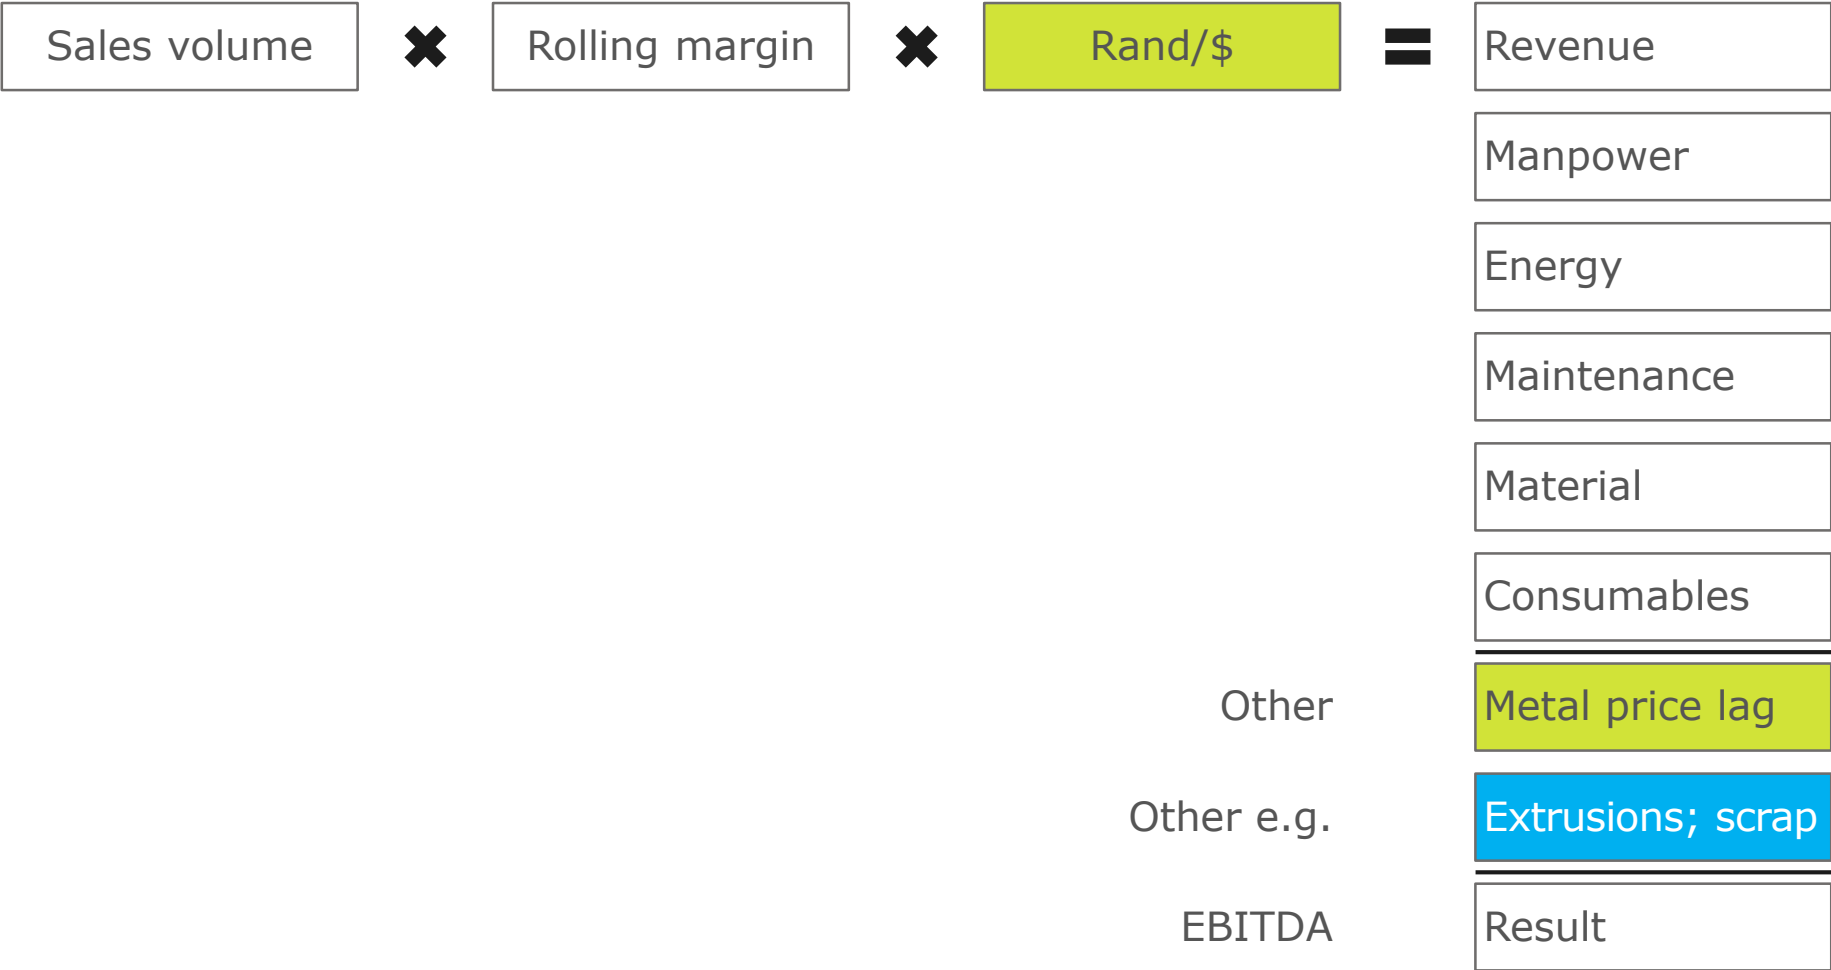 Sales volume ✖ Rolling margin ✖ Rand/$ = Revenue
Manpower
Energy
Maintenance
Material
Consumables
Other Metal price lag
Other e.g. Extrusions; scrap
EBITDA Result